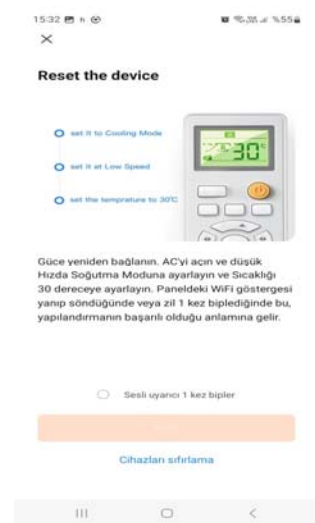 15:32
%55
Reset the device
set it to Cooling Mode
set it at Low Speed
set the temprature to 30℃
30°
Güce yeniden bağlanın. AC'yi açın ve düşük
Hızda Soğutma Moduna ayarlayın ve Sıcaklığı
30 dereceye ayarlayın. Paneldeki WiFi göstergesi
yanıp söndüğünde veya zil 1 kez biplediğinde bu,
yapılandırmanın başarılı olduğu anlamına gelir.
Sesli uyarıcı 1 kez bipler
Cihazları sıfırlama